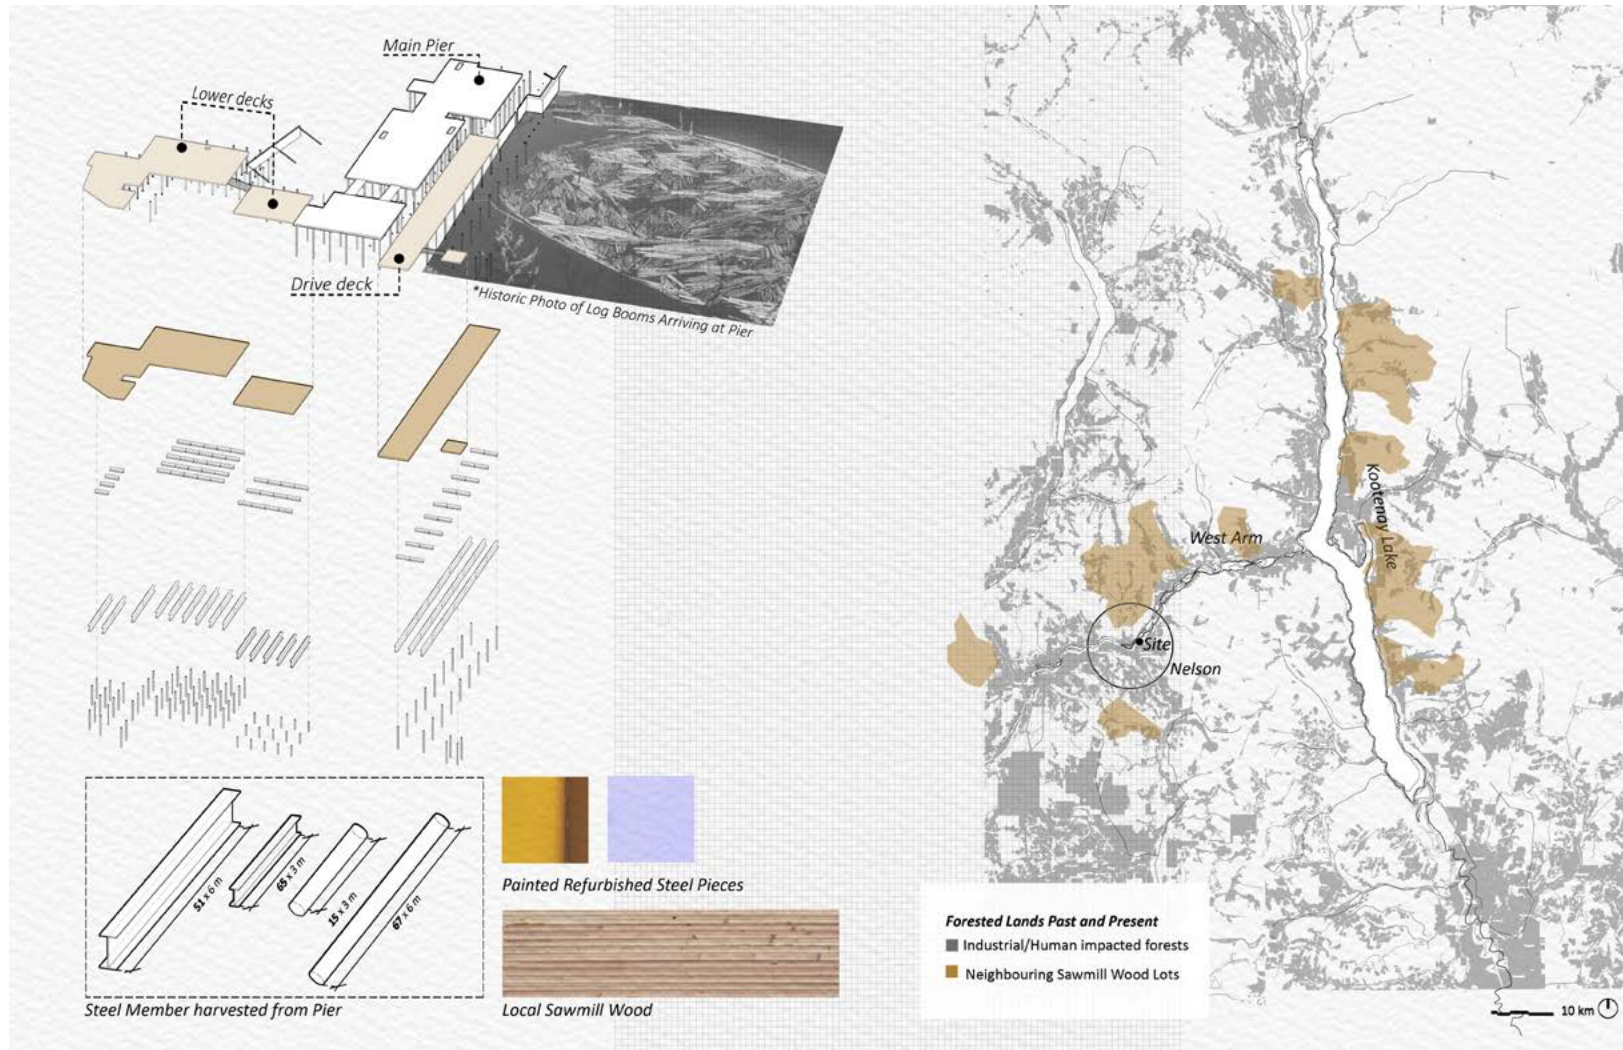 Main Pier
Lower decks
Drive deck
*Historic Photo of Log Booms Arriving at Pier
51 x 6 m
65 x 3 m
15 x 3 m
67 x 6 m
Steel Member harvested from Pier
Painted Refurbished Steel Pieces
Local Sawmill Wood
Kootenay Lake
West Arm
Site
Nelson
Forested Lands Past and Present
Industrial/Human impacted forests
Neighbouring Sawmill Wood Lots
10 km